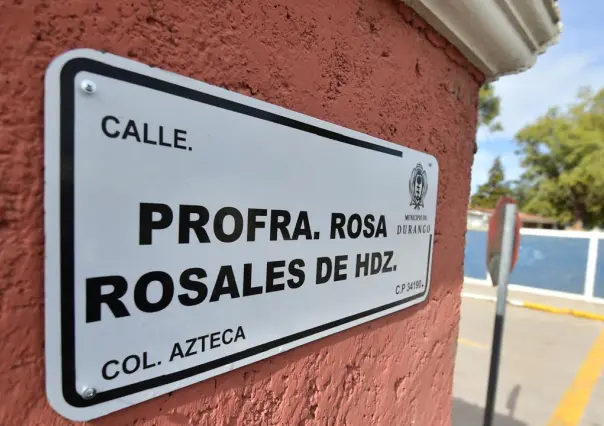 CALLE.
MUNICIPIO DE
DURANGO
PROFRA. ROSA
ROSALES DE HDZ.
COL. AZTECA
C.P 34190